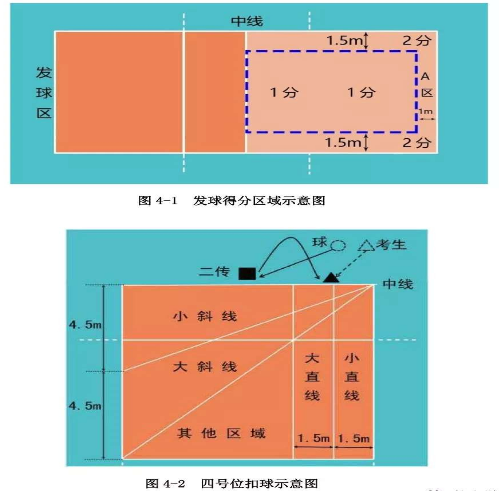 中线
1.5m 2分
发球区
1分 1分
A区
1m
1.5m 2分
图 4-1 发球得分区域示意图
球 考生
二传
中线
小斜线
4.5m
大斜线
大直线
小直线
4.5m
其他区域
1.5m 1.5m
图 4-2 四号位扣球示意图